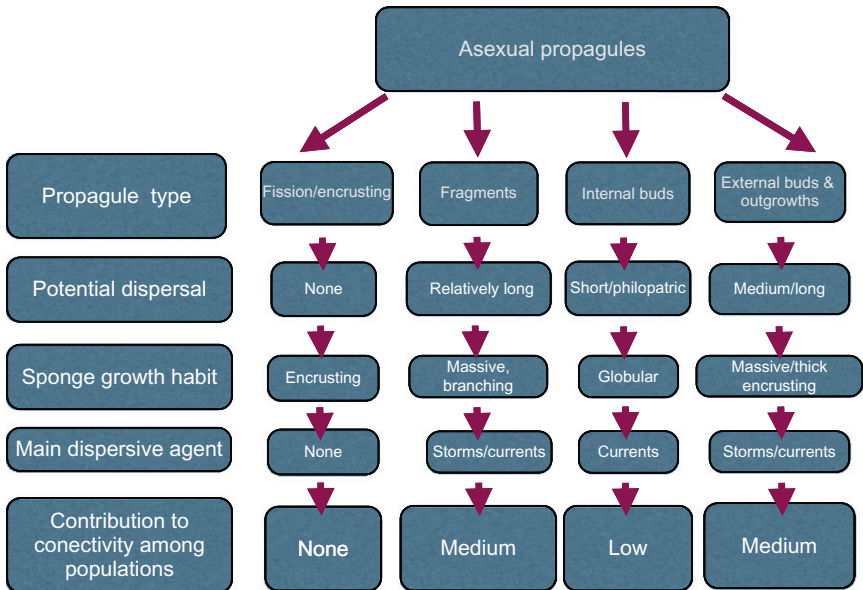 Asexual propagules
Propagule type
Fission/encrusting
Fragments
Internal buds
External buds &
outgrowths
Potential dispersal
None
Relatively long
Short/philopatric
Medium/long
Sponge growth habit
Encrusting
Massive,
branching
Globular
Massive/thick
encrusting
Main dispersive agent
None
Storms/currents
Currents
Storms/currents
Contribution to
conectivity among
populations
None
Medium
Low
Medium